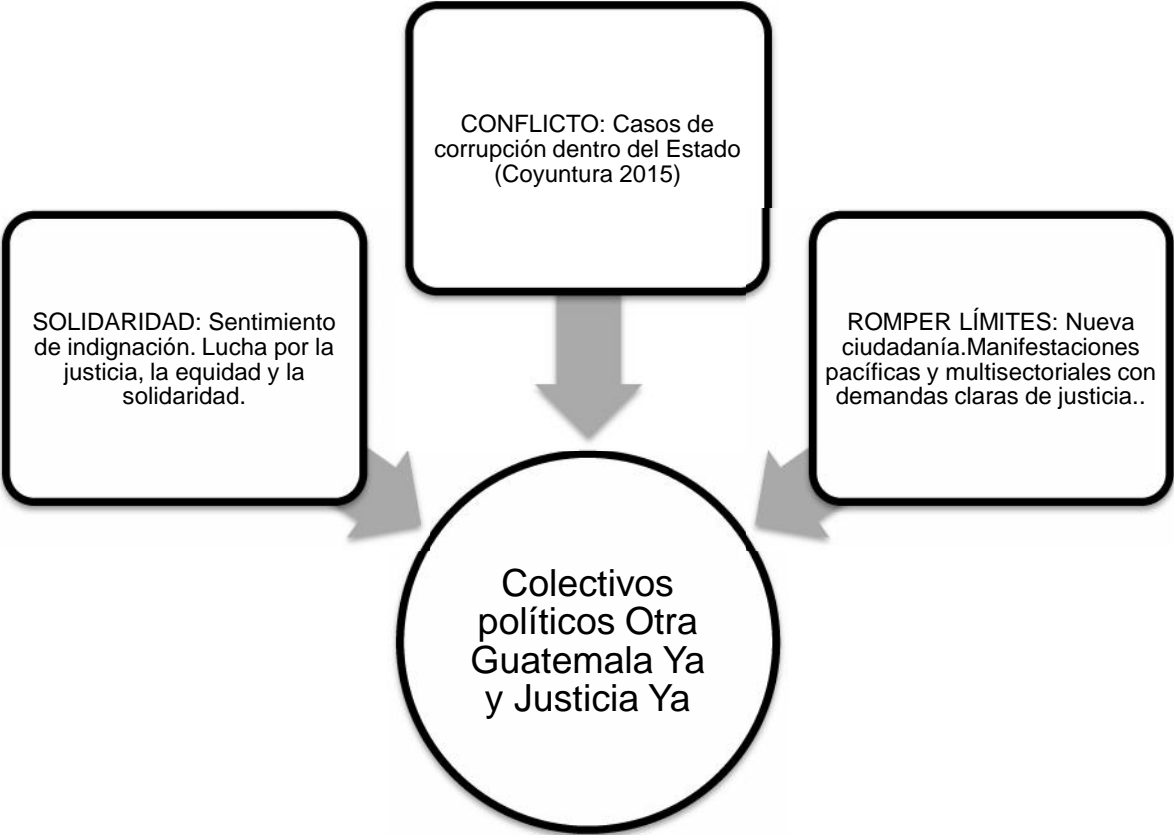 CONFLICTO: Casos de
corrupción dentro del Estado
(Coyuntura 2015)
SOLIDARIDAD: Sentimiento
de indignación. Lucha por la
justicia, la equidad y la
solidaridad.
ROMPER LÍMITES: Nueva
ciudadanía.Manifestaciones
pacíficas y multisectoriales con
demandas claras de justicia..
Colectivos
políticos Otra
Guatemala Ya
y Justicia Ya